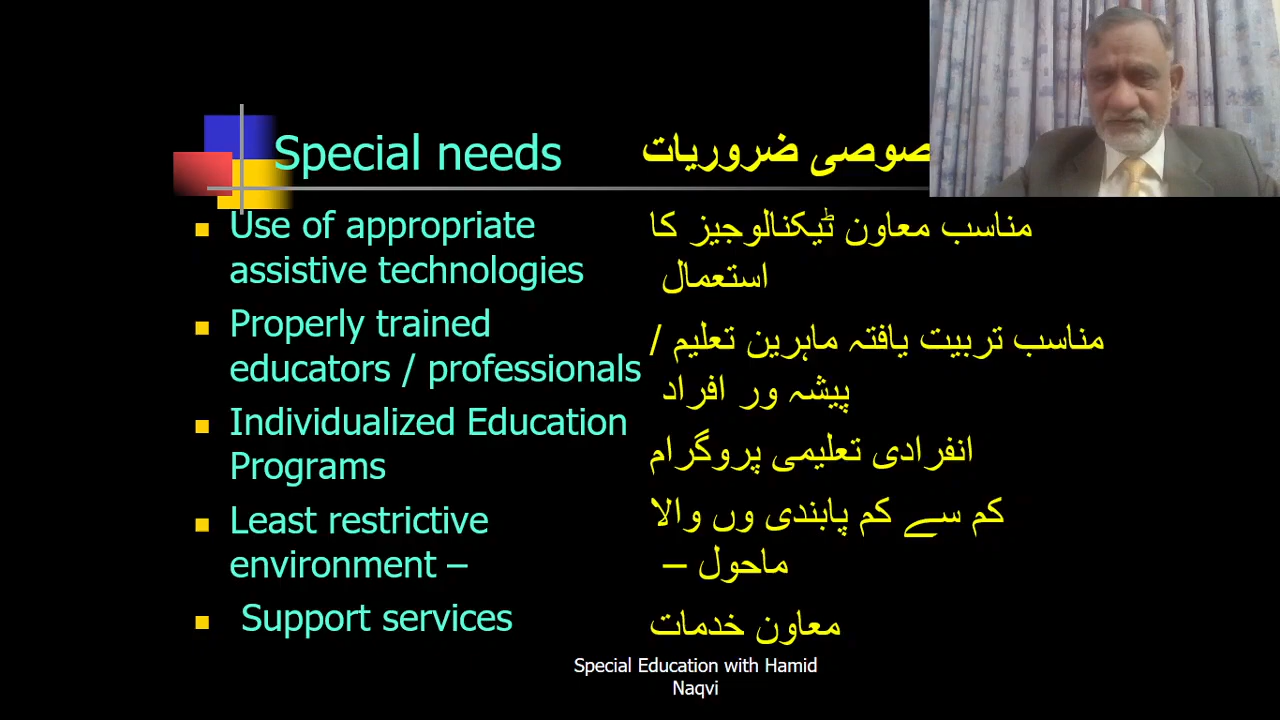 Special needs
صوصی ضروریات
Use of appropriate
assistive technologies
Properly trained
educators / professionals
Individualized Education
Programs
Least restrictive
environment –
Support services
مناسب معاون ٹیکنالوجیز کا
استعمال
مناسب تربیت یافتہ ماہرین تعلیم /
پیشہ ور افراد
انفرادی تعلیمی پروگرام
کم سے کم پابندی وں والا
ماحول –
معاون خدمات
Special Education with Hamid
Naqvi